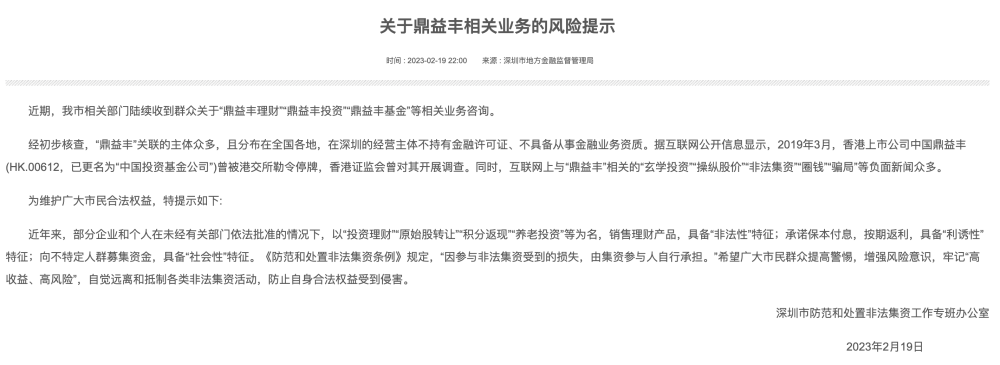 关于鼎益丰相关业务的风险提示
时间 : 2023-02-19 22:00 来源 : 深圳市地方金融监督管理局
近期，我市相关部门陆续收到群众关于“鼎益丰理财”“鼎益丰投资”“鼎益丰基金”等相关业务咨询。
经初步核查，“鼎益丰”关联的主体众多，且分布在全国各地，在深圳的经营主体不持有金融许可证、不具备从事金融业务资质。据互联网公开信息显示，2019年3月，香港上市公司中国鼎益丰
(HK.00612，已更名为“中国投资基金公司”)曾被港交所勒令停牌，香港证监会曾对其开展调查。同时，互联网上与“鼎益丰”相关的“玄学投资”“操纵股价”“非法集资”“圈钱”“骗局”等负面新闻众多。
为维护广大市民合法权益，特提示如下:
近年来，部分企业和个人在未经有关部门依法批准的情况下，以“投资理财”“原始股转让”“积分返现”“养老投资”等为名，销售理财产品，具备“非法性”特征；承诺保本付息，按期返利，具备“利诱性”
特征；向不特定人群募集资金，具备“社会性”特征。《防范和处置非法集资条例》规定，“因参与非法集资受到的损失，由集资参与人自行承担。”希望广大市民群众提高警惕，增强风险意识，牢记“高
收益、高风险”，自觉远离和抵制各类非法集资活动，防止自身合法权益受到侵害。
深圳市防范和处置非法集资工作专班办公室
2023年2月19日